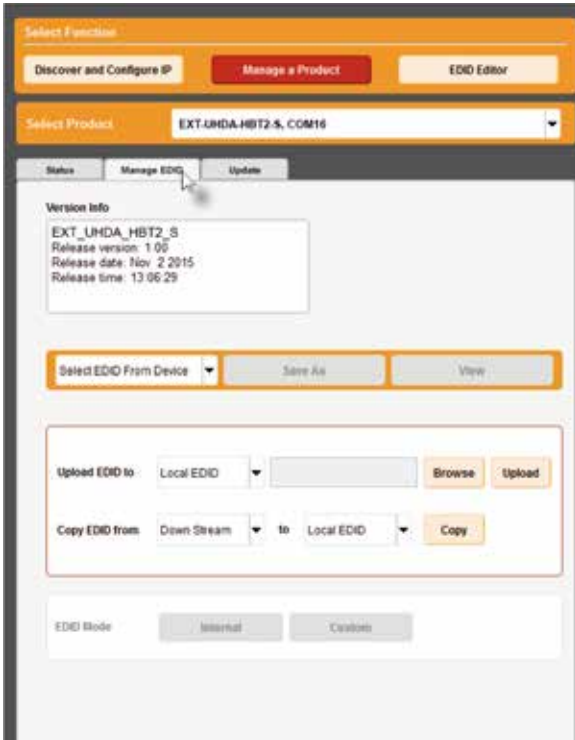 Select Function
Discover and Configure IP
Manage a Product
EDID Editor
Select Product
EXT-UHDA-HBT2-S, COM16
Status
Manage EDID
Update
Version Info
EXT_UHDA_HBT2_S
Release version: 1.00
Release date: Nov 2 2015
Release time: 13:06:29
Select EDID From Device
Save As
View
Upload EDID to
Local EDID
Browse
Upload
Copy EDID from
Down Stream
to
Local EDID
Copy
EDID Mode
Internal
Custom